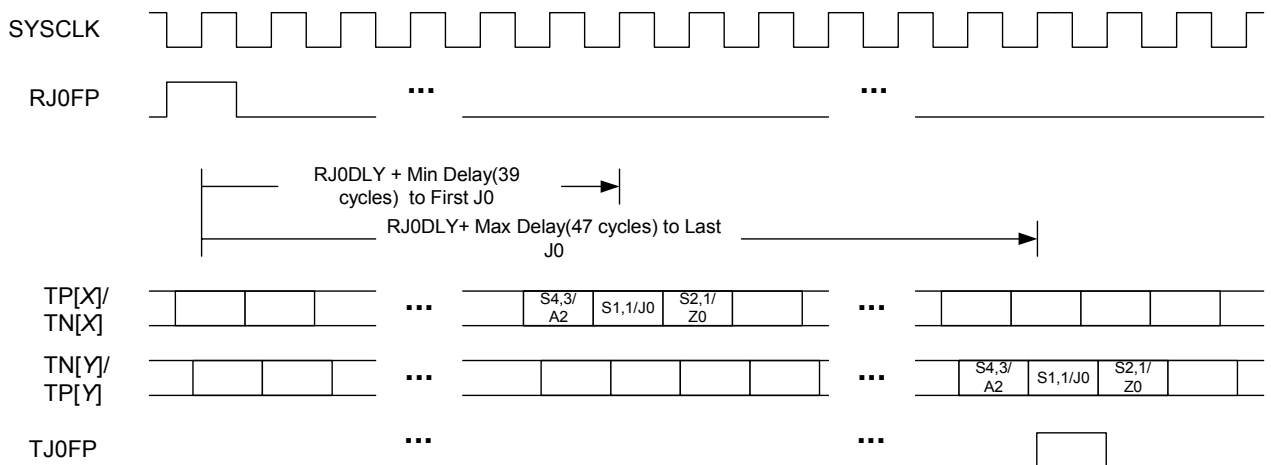 SYSCLK
RJ0FP
...
...
RJ0DLY + Min Delay(39
cycles) to First J0
RJ0DLY+ Max Delay(47 cycles) to Last
J0
TP[X]/
TN[X]
...
S4,3/
A2
S1,1/J0
S2,1/
Z0
...
TN[Y]/
TP[Y]
...
...
S4,3/
A2
S1,1/J0
S2,1/
Z0
TJ0FP
...
...